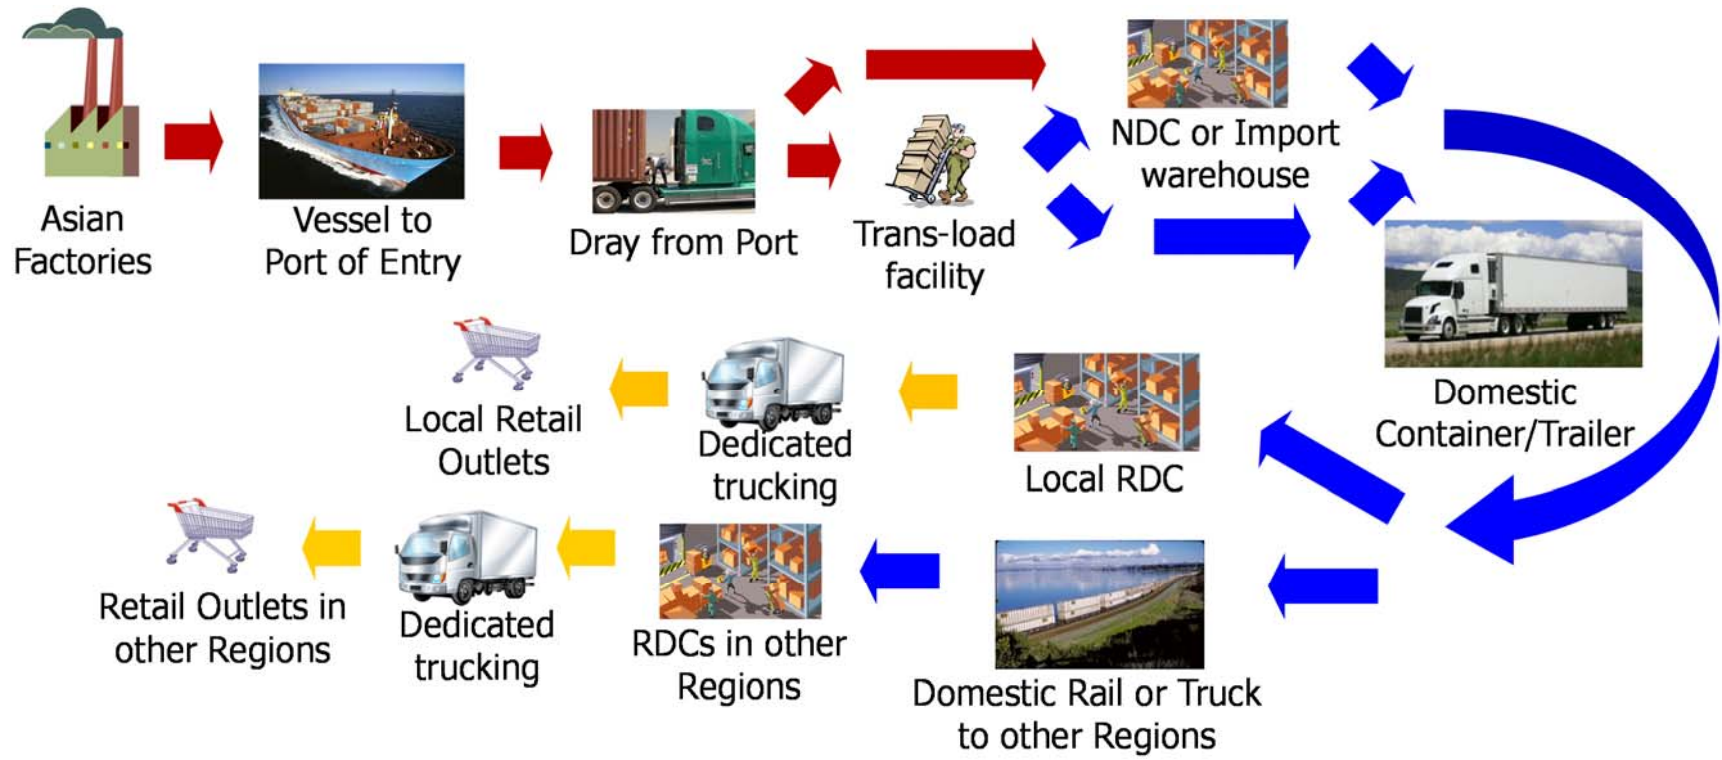 Asian
Factories
Vessel to
Port of Entry
Dray from Port
Trans-load
facility
NDC or Import
warehouse
Domestic
Container/Trailer
Local RDC
Dedicated
trucking
Local Retail
Outlets
Domestic Rail or Truck
to other Regions
RDCs in other
Regions
Dedicated
trucking
Retail Outlets in
other Regions